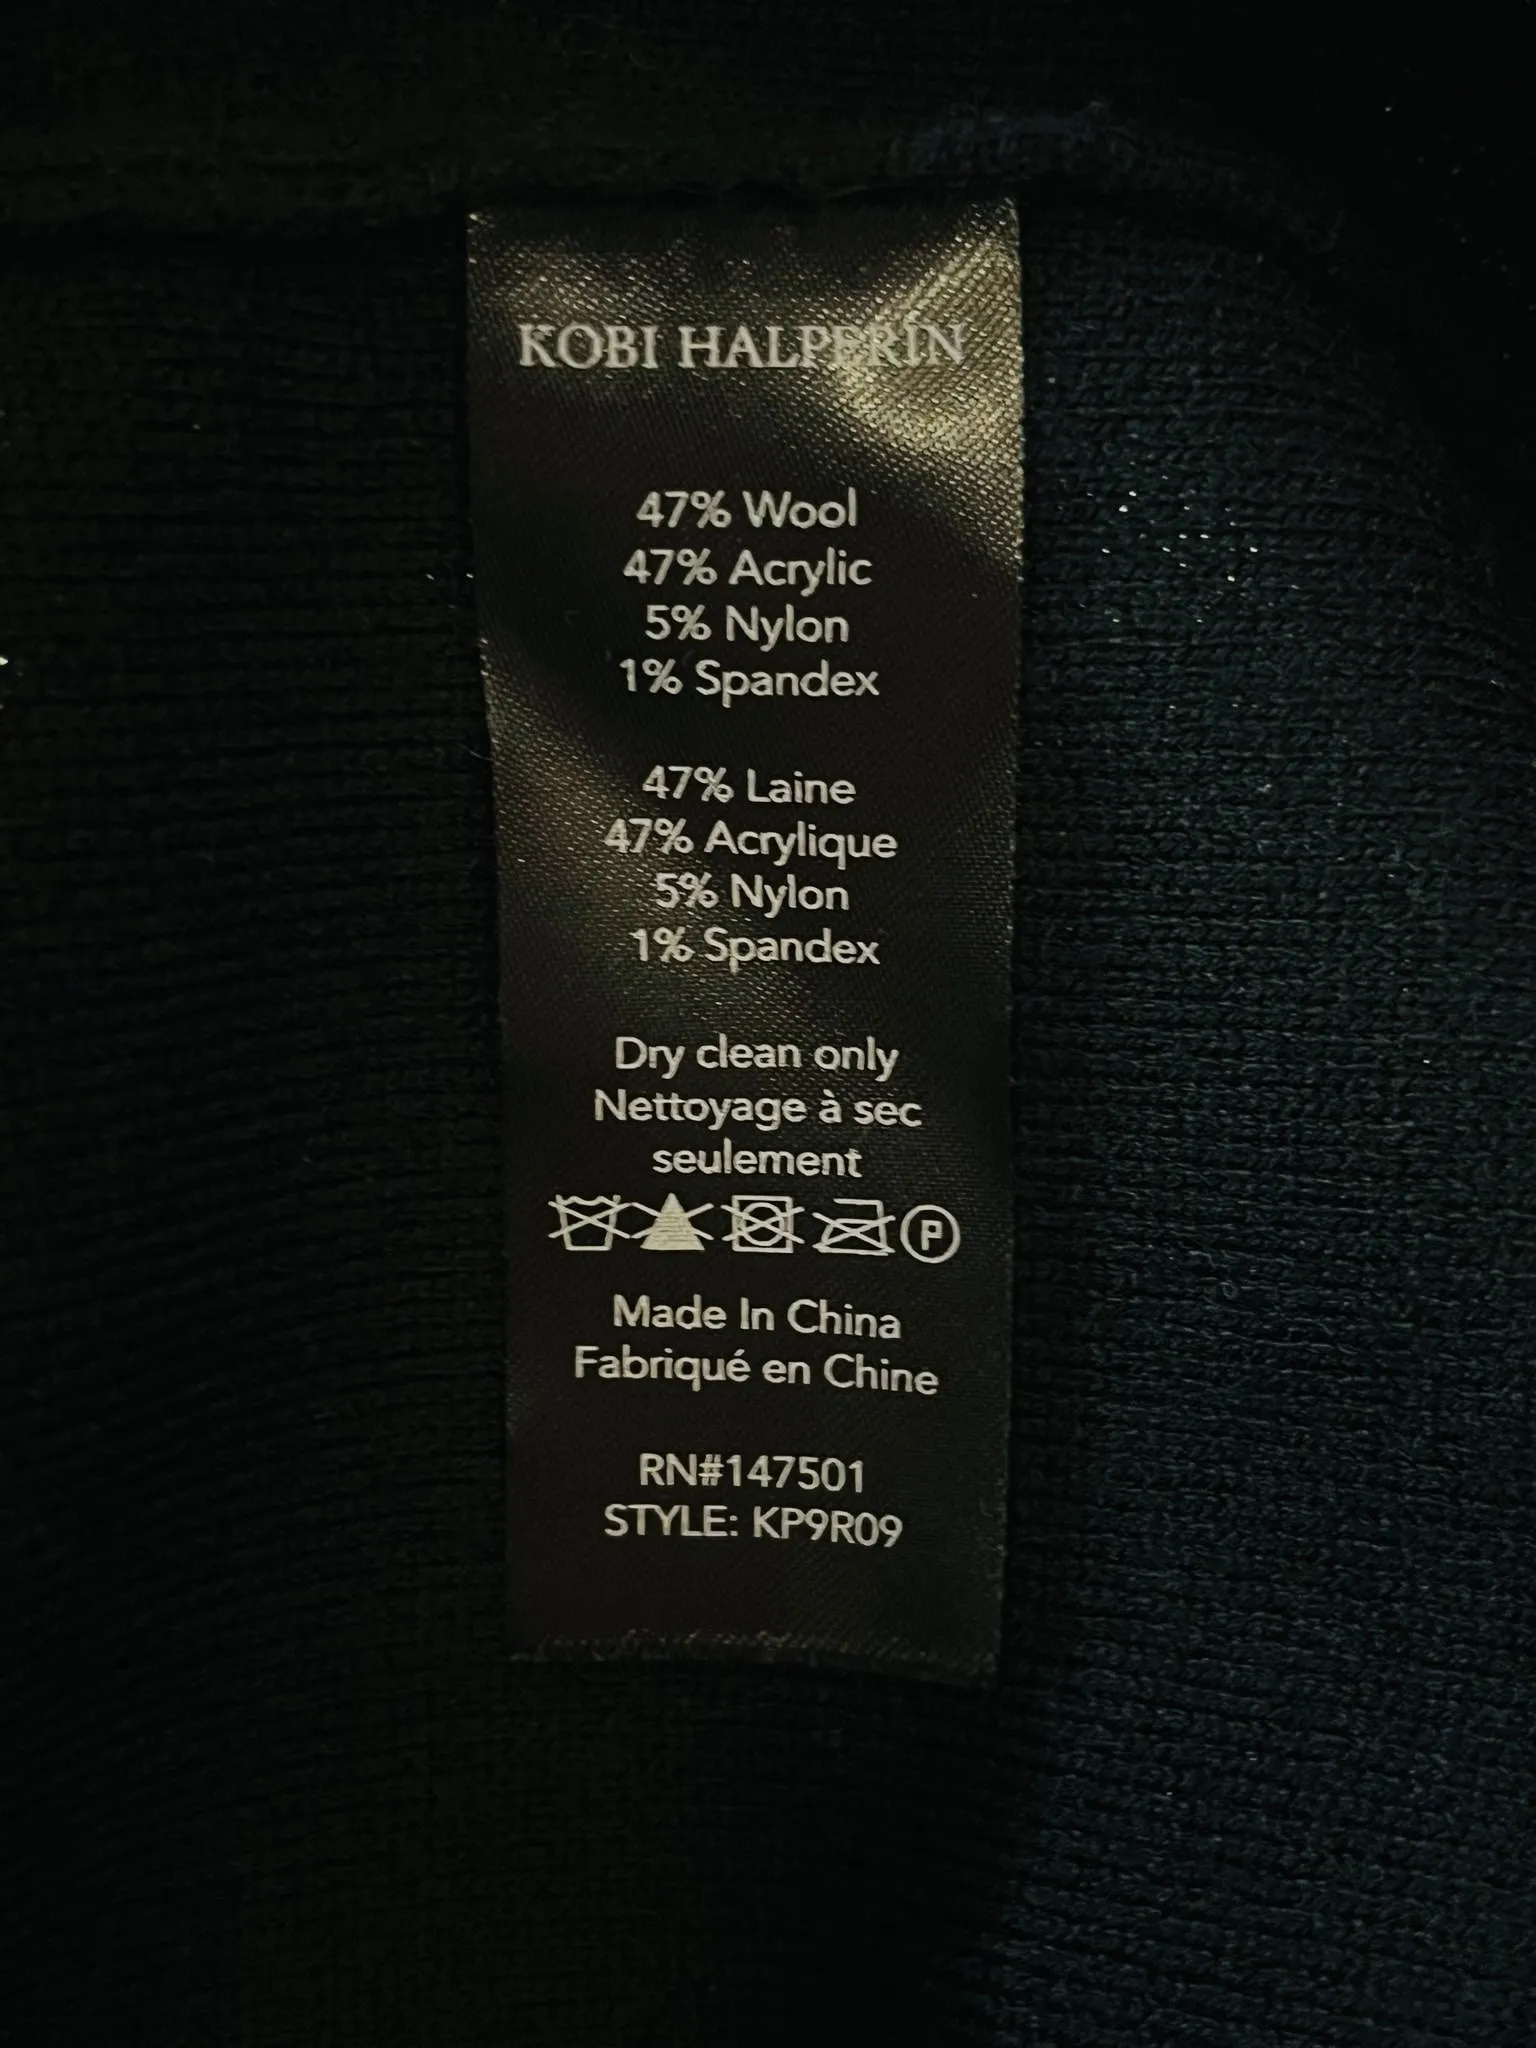 KOBI HALPERIN
47% Wool
47% Acrylic
5% Nylon
1% Spandex
47% Laine
47% Acrylique
5% Nylon
1% Spandex
Dry clean only
Nettoyage à sec
seulement
P
Made In China
Fabriqué en Chine
RN#147501
STYLE: KP9R09